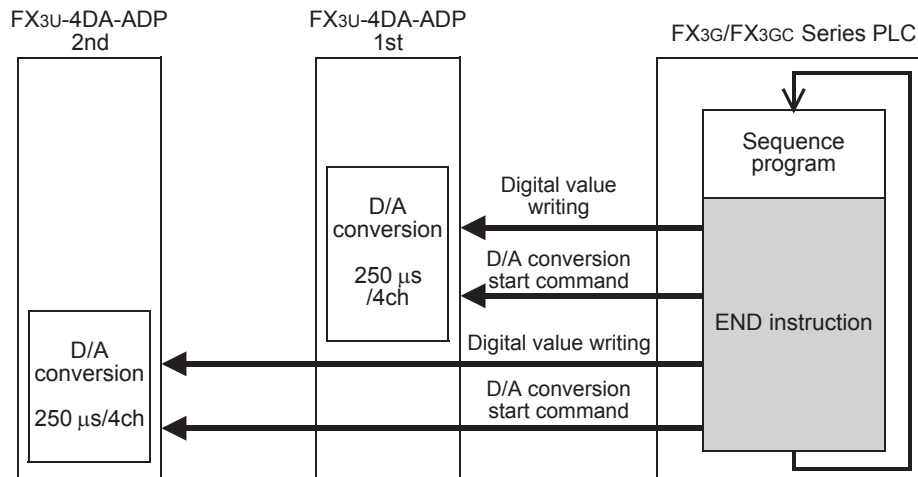 FX3U-4DA-ADP
2nd
FX3U-4DA-ADP
1st
FX3G/FX3GC Series PLC
Sequence
program
Digital value
writing
D/A
conversion
250 μs
/4ch
D/A conversion
start command
END instruction
Digital value writing
D/A
conversion
250 μs/4ch
D/A conversion
start command